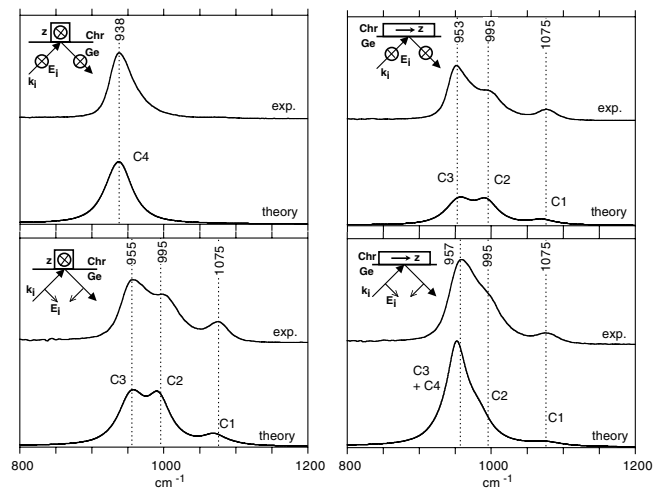 938
z
Chr
Ge
E i
k i
exp.
C4
theory
953
995
1075
z
Chr
Ge
E i
k i
exp.
C3
C2
C1
theory
955
995
1075
z
Chr
Ge
k i
E i
exp.
C3
C2
C1
theory
800 1000 1200
cm -1
957
995
1075
Chr
z
Ge
k i
E i
exp.
C3
+ C4
C2
C1
theory
800 1000 1200
cm -1